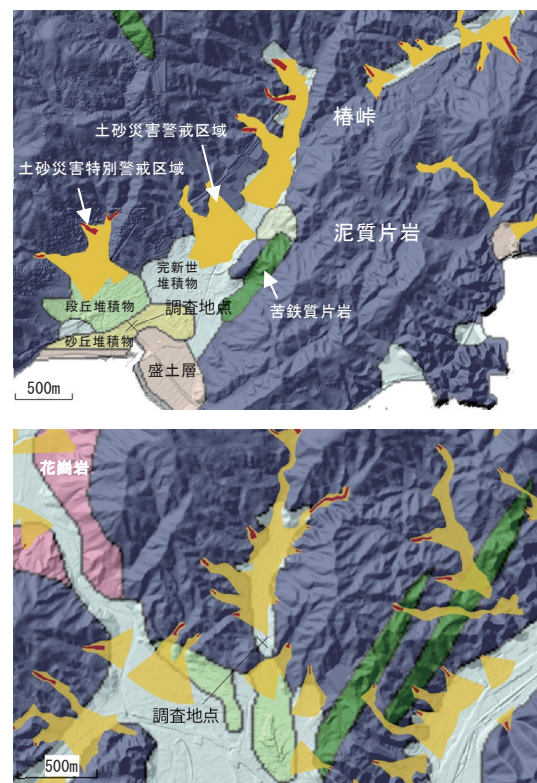 椿峠
土砂災害警戒区域
土砂災害特別警戒区域
泥質片岩
完新世
堆積物
段丘堆積物
調査地点
苦鉄質片岩
砂丘堆積物
盛土層
500m
花崗岩
調査地点
500m